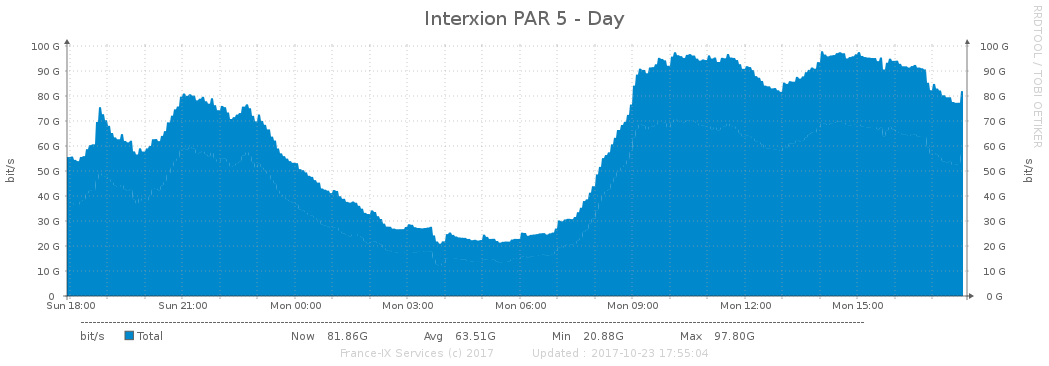 Interxion PAR 5 - Day
RRDTOOL / TOBI OETIKER
100 G 100 G
90 G 90 G
80 G 80 G
70 G 70 G
60 G 60 G
50 G 50 G
40 G 40 G
30 G 30 G
20 G 20 G
10 G 10 G
0 0 G
bit/s bit/s
Sun 18:00 Sun 21:00 Mon 00:00 Mon 03:00 Mon 06:00 Mon 09:00 Mon 12:00 Mon 15:00
bit/s Total Now 81.86G Avg 63.51G Min 20.88G Max 97.80G
France-IX Services (c) 2017 Updated : 2017-10-23 17:55:04